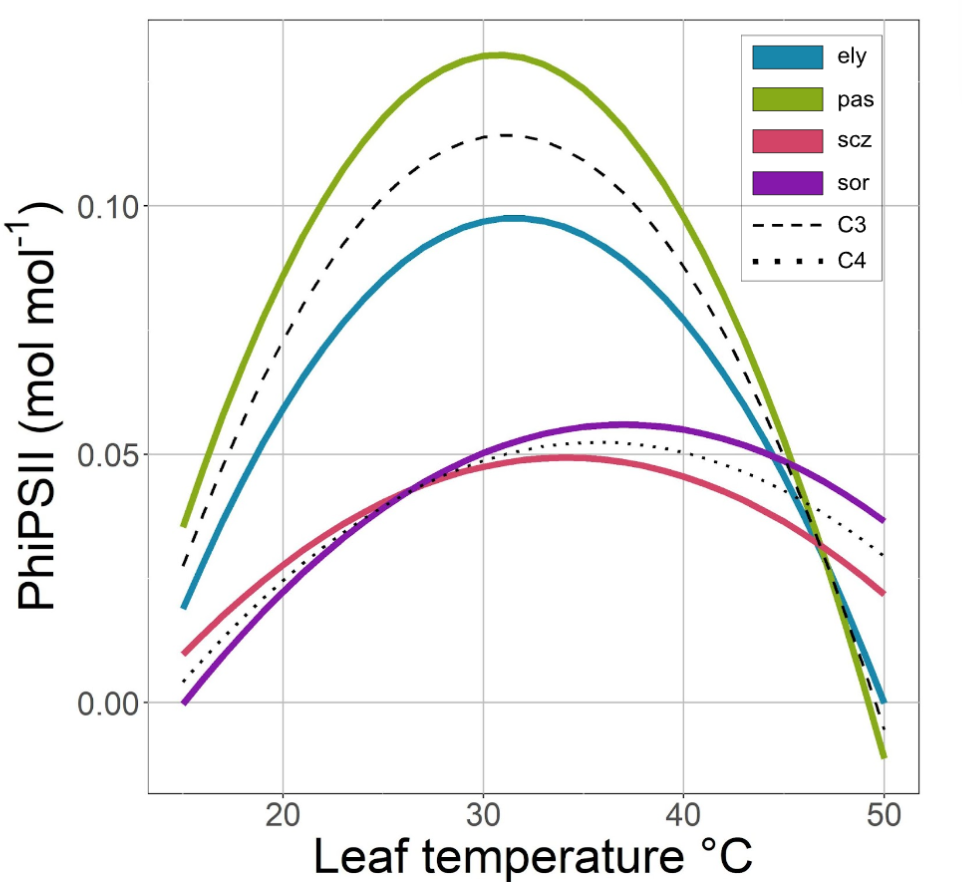 PhiPSII (mol mol⁻¹)
0.10
0.05
0.00
ely
pas
scz
sor
C3
C4
20 30 40 50
Leaf temperature °C